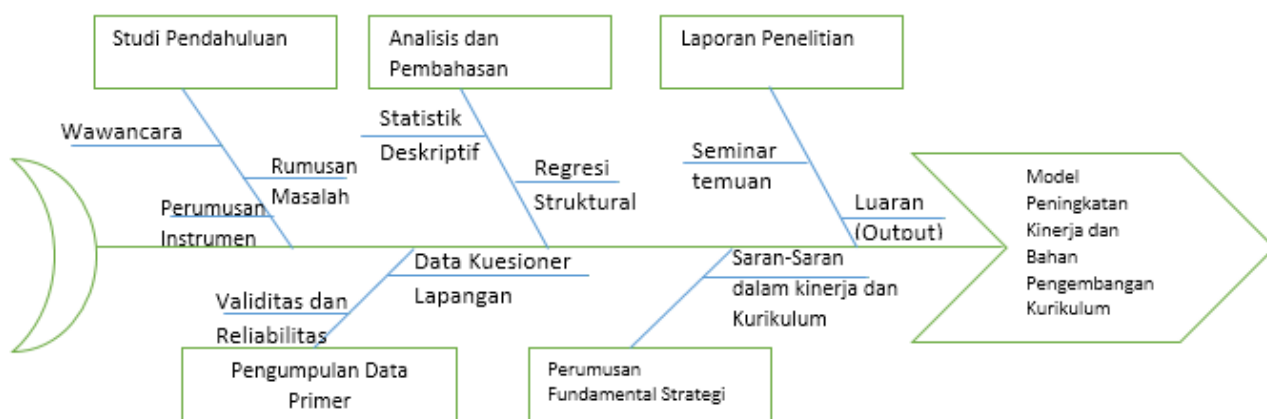 Studi Pendahuluan
Analisis dan
Pembahasan
Laporan Penelitian
Wawancara
Rumusan
Masalah
Perumusan
Instrumen
Statistik
Deskriptif
Regresi
Struktural
Seminar
temuan
Luaran
(Output)
Model
Peningkatan
Kinerja dan
Bahan
Pengembangan
Kurikulum
Validitas dan
Reliabilitas
Data Kuesioner
Lapangan
Saran-Saran
dalam kinerja dan
Kurikulum
Pengumpulan Data
Primer
Perumusan
Fundamental Strategi